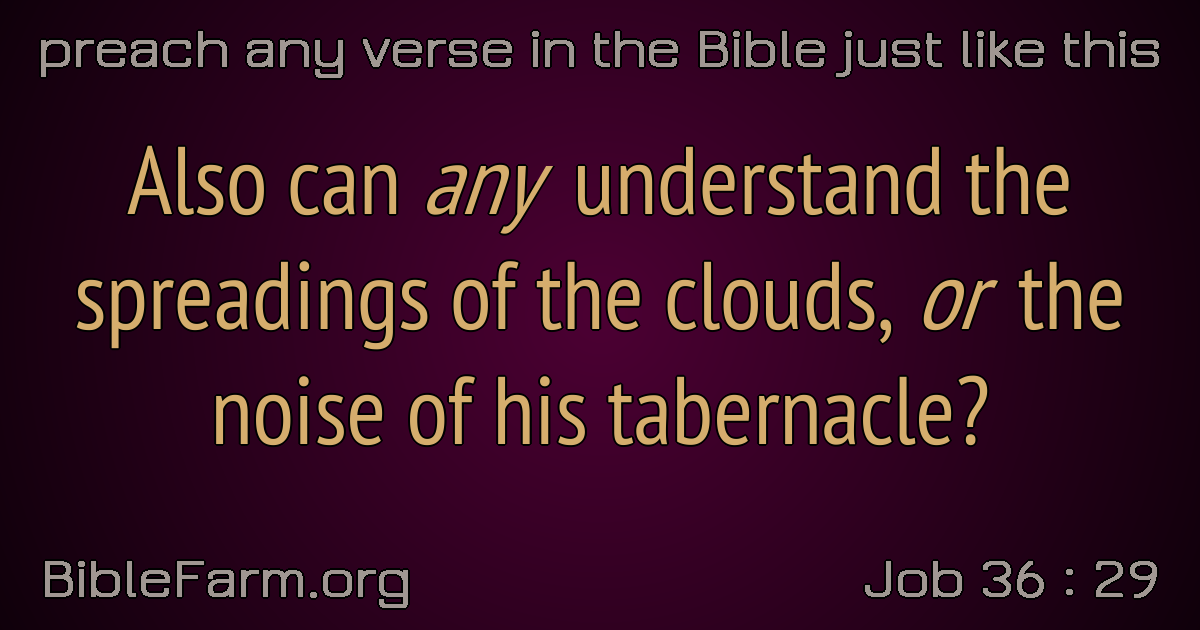 preach any verse in the Bible just like this
Also can any understand the
spreadings of the clouds, or the
noise of his tabernacle?
BibleFarm.org
Job 36 : 29